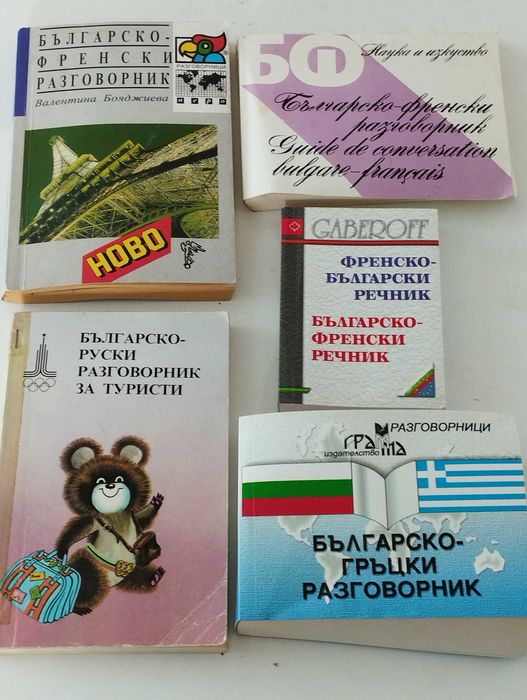 БЪЛГАРСКО-
ФРЕНСКИ
РАЗГОВОРНИК
Валентина Бояджиева
РАЗГОВОРНИЦИ
НОВО
БФ
Наука и изкуство
Българско-френски
разговорник
Guide de conversation
bulgare-français
GABEROFF
ФРЕНСКО-
БЪЛГАРСКИ
РЕЧНИК
БЪЛГАРСКО-
ФРЕНСКИ
РЕЧНИК
БЪЛГАРСКО-
РУСКИ
РАЗГОВОРНИК
ЗА ТУРИСТИ
РАЗГОВОРНИЦИ
издателство
ГРАММА
БЪЛГАРСКО-
ГРЪЦКИ
РАЗГОВОРНИК